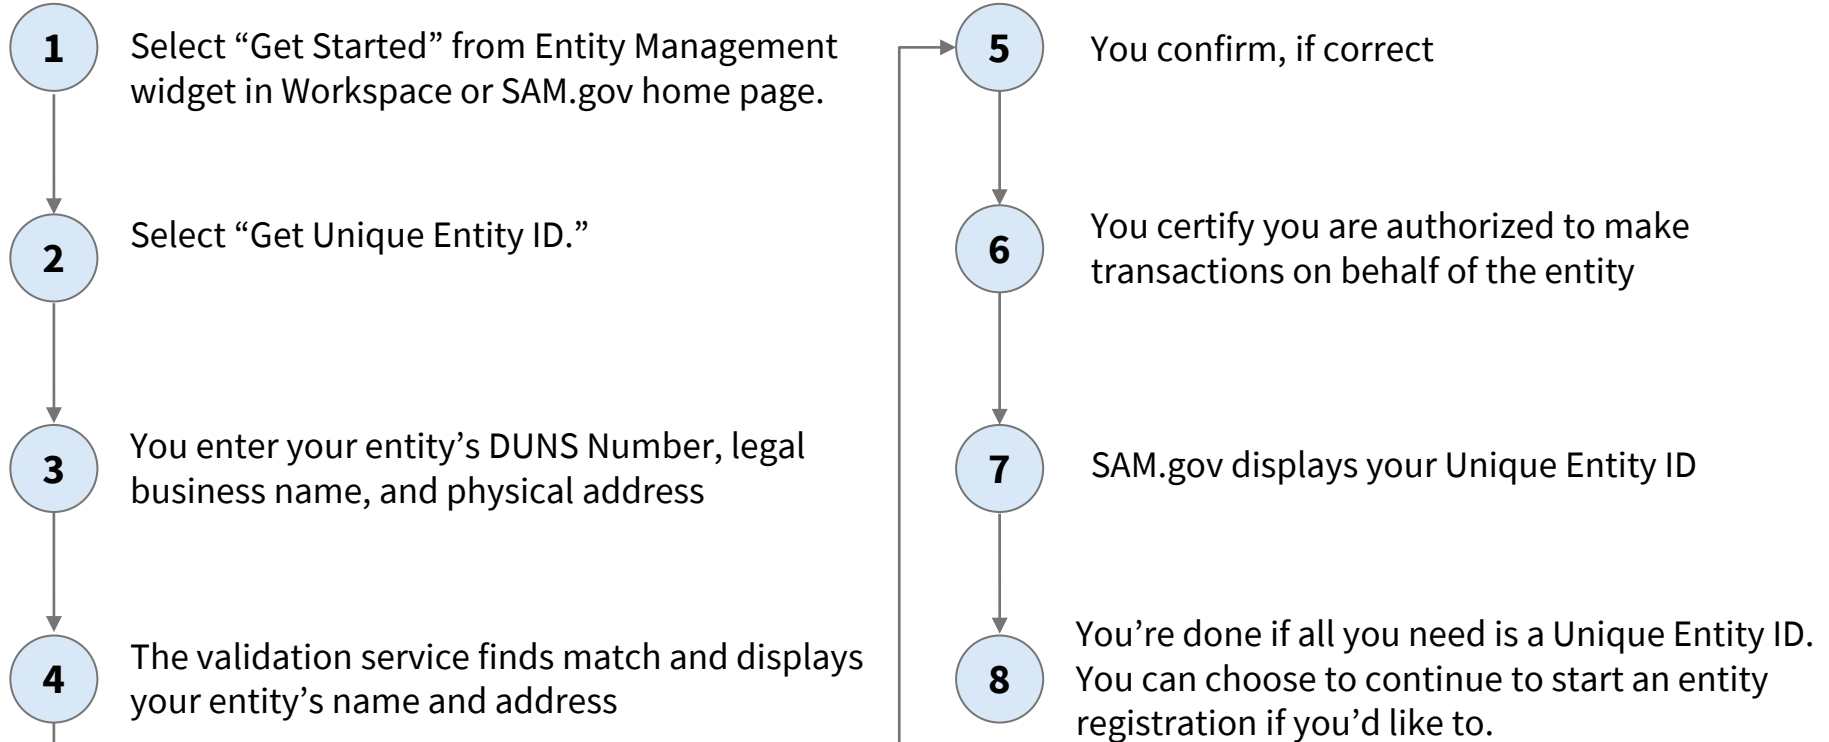 1
Select “Get Started” from Entity Management
widget in Workspace or SAM.gov home page.
2
Select “Get Unique Entity ID.”
3
You enter your entity’s DUNS Number, legal
business name, and physical address
4
The validation service finds match and displays
your entity’s name and address
5
You confirm, if correct
6
You certify you are authorized to make
transactions on behalf of the entity
7
SAM.gov displays your Unique Entity ID
8
You’re done if all you need is a Unique Entity ID.
You can choose to continue to start an entity
registration if you’d like to.